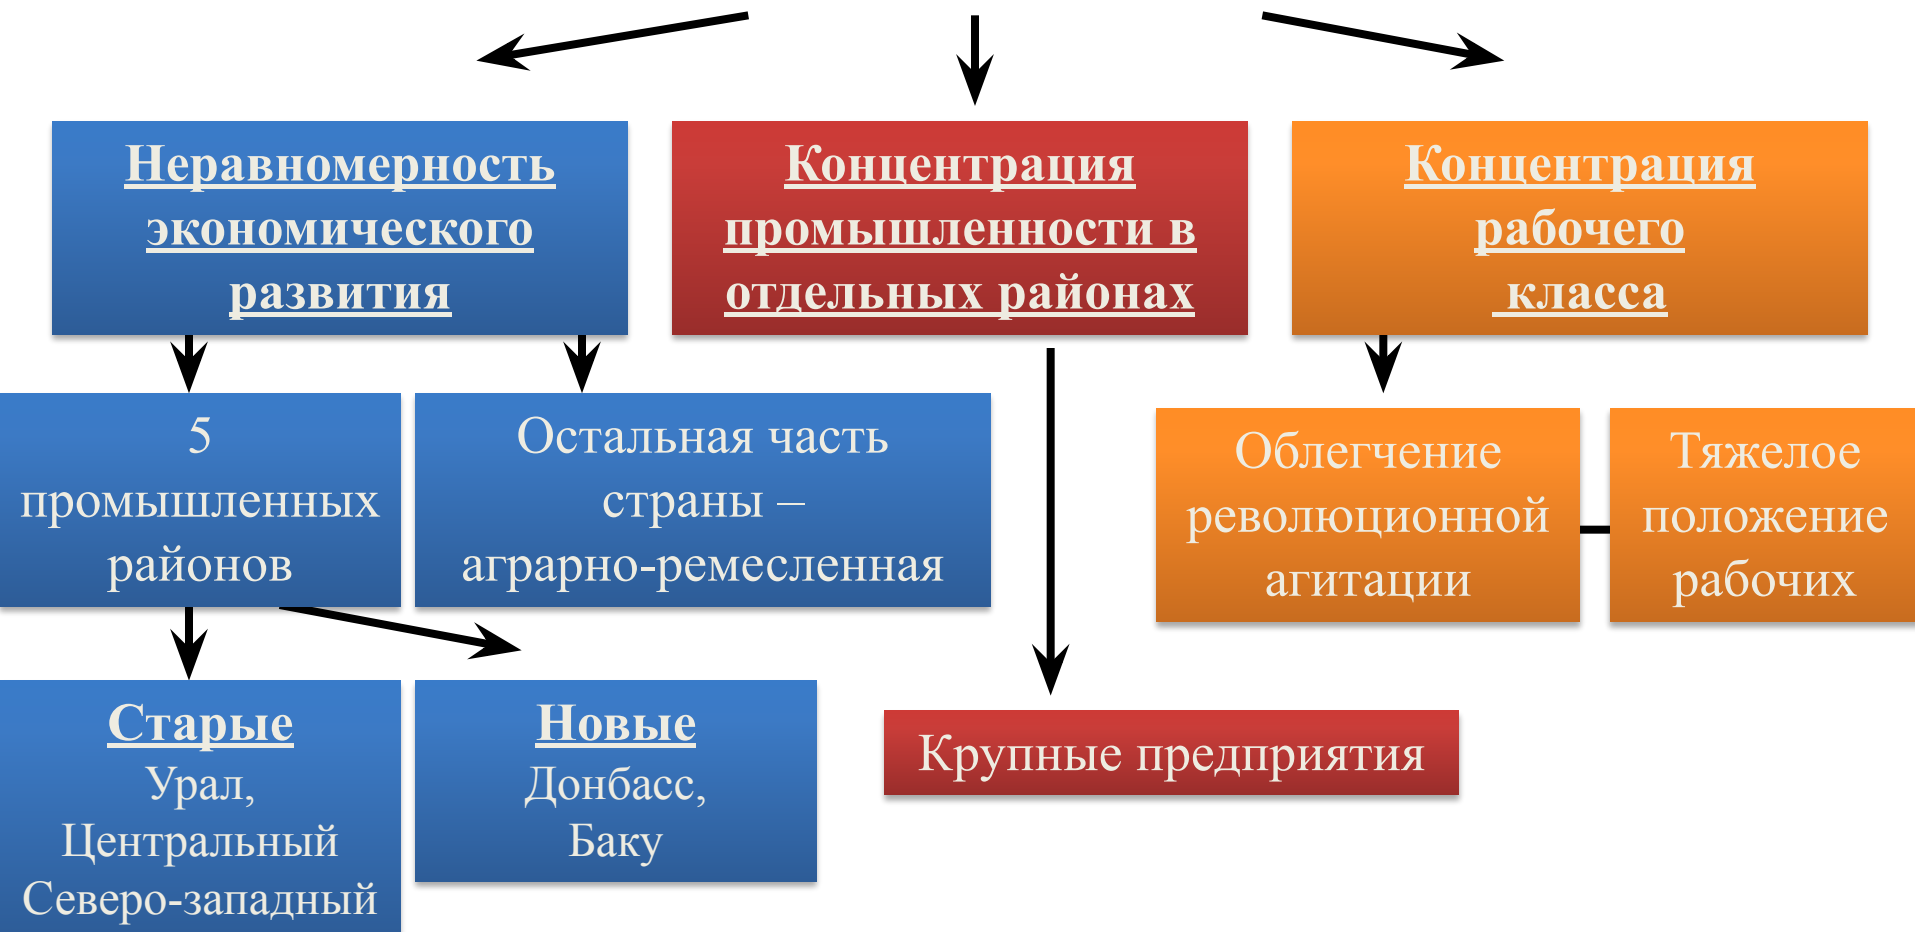 Неравномерность
экономического
развития
Концентрация
промышленности в
отдельных районах
Концентрация
рабочего
класса
5
промышленных
районов
Остальная часть
страны –
аграрно-ремесленная
Облегчение
революционной
агитации
Тяжелое
положение
рабочих
Старые
Урал,
Центральный
Северо-западный
Новые
Донбасс,
Баку
Крупные предприятия